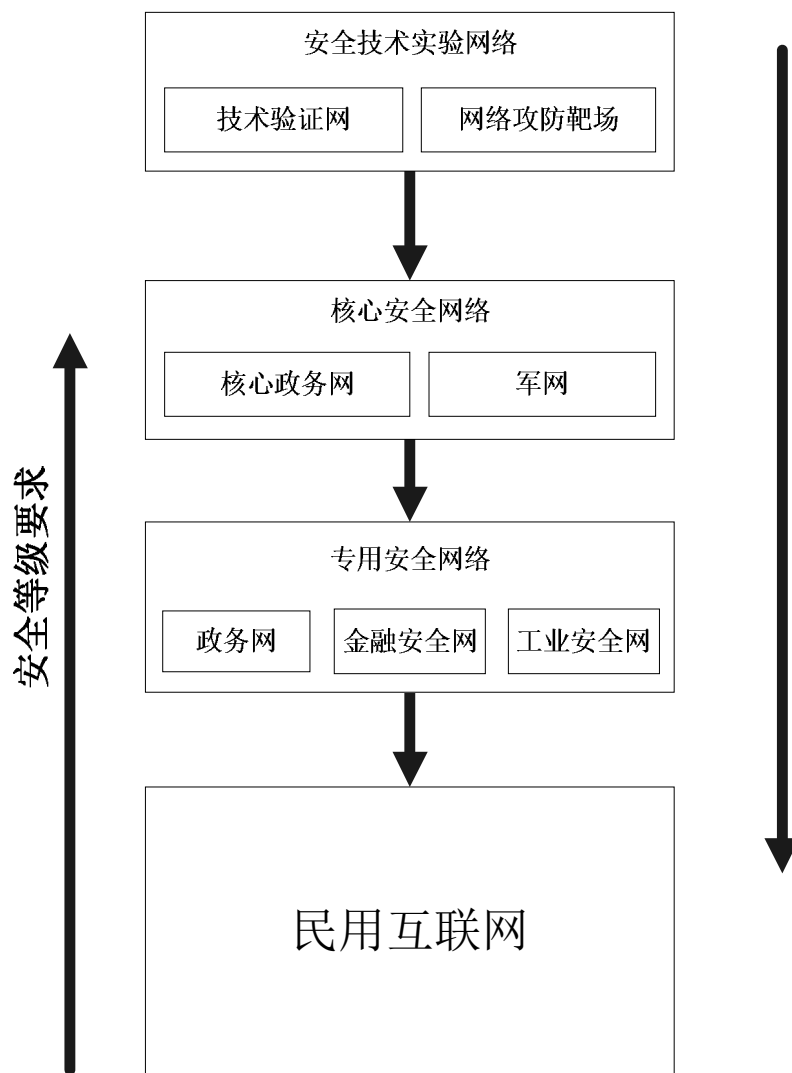 安全技术实验网络
技术验证网
网络攻防靶场
核心安全网络
核心政务网
军网
安全等级要求
专用安全网络
政务网
金融安全网
工业安全网
民用互联网